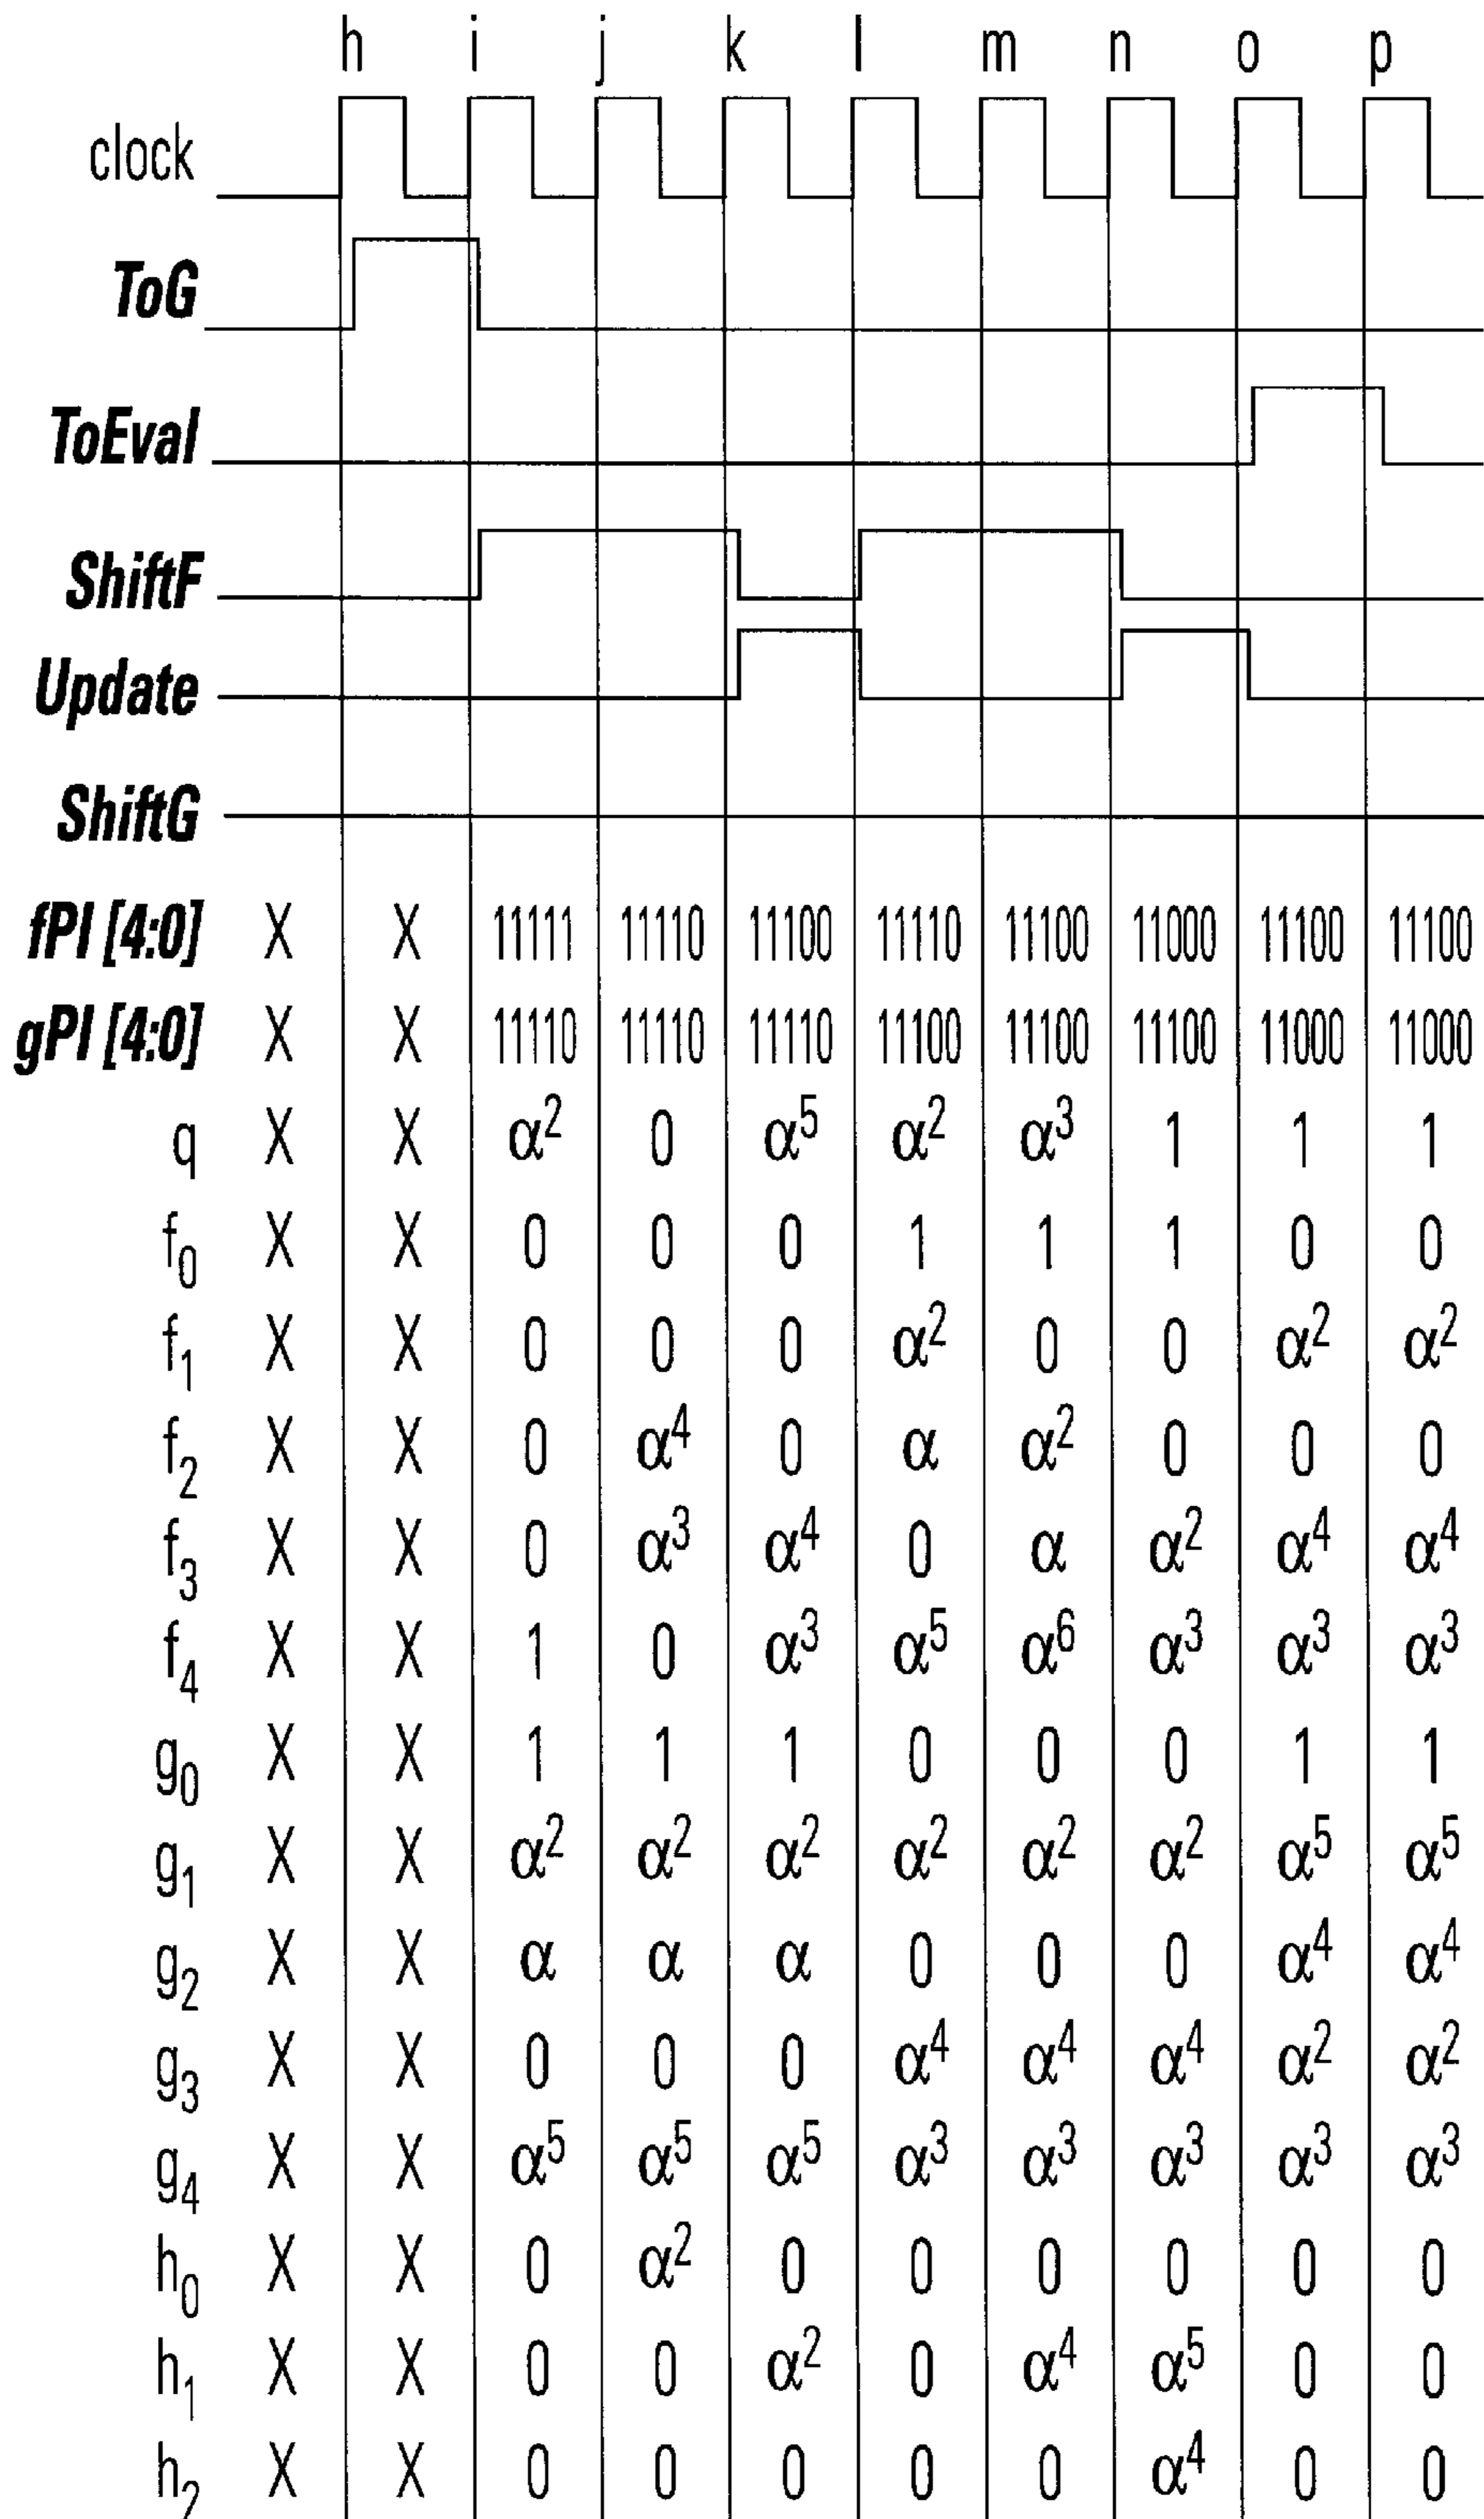 h i j k l m n o p
clock
ToG
ToEval
ShiftF
Update
ShiftG
fPI [4:0] X X 11111 11110 11100 11110 11100 11000 11100 11100
gPI [4:0] X X 11110 11110 11110 11100 11100 11100 11000 11000
q X X α² 0 α⁵ α² α³ 1 1 1
f₀ X X 0 0 0 1 1 1 0 0
f₁ X X 0 0 0 α² 0 0 α² α²
f₂ X X 0 α⁴ 0 α α² 0 0 0
f₃ X X 0 α³ α⁴ 0 α α² α⁴ α⁴
f₄ X X 1 0 α³ α⁵ α⁶ α³ α³ α³
g₀ X X 1 1 1 0 0 0 1 1
g₁ X X α² α² α² α² α² α² α⁵ α⁵
g₂ X X α α α 0 0 0 α⁴ α⁴
g₃ X X 0 0 0 α⁴ α⁴ α⁴ α² α²
g₄ X X α⁵ α⁵ α⁵ α³ α³ α³ α³ α³
h₀ X X 0 α² 0 0 0 0 0 0
h₁ X X 0 0 α² 0 α⁴ α⁵ 0 0
h₂ X X 0 0 0 0 0 α⁴ 0 0